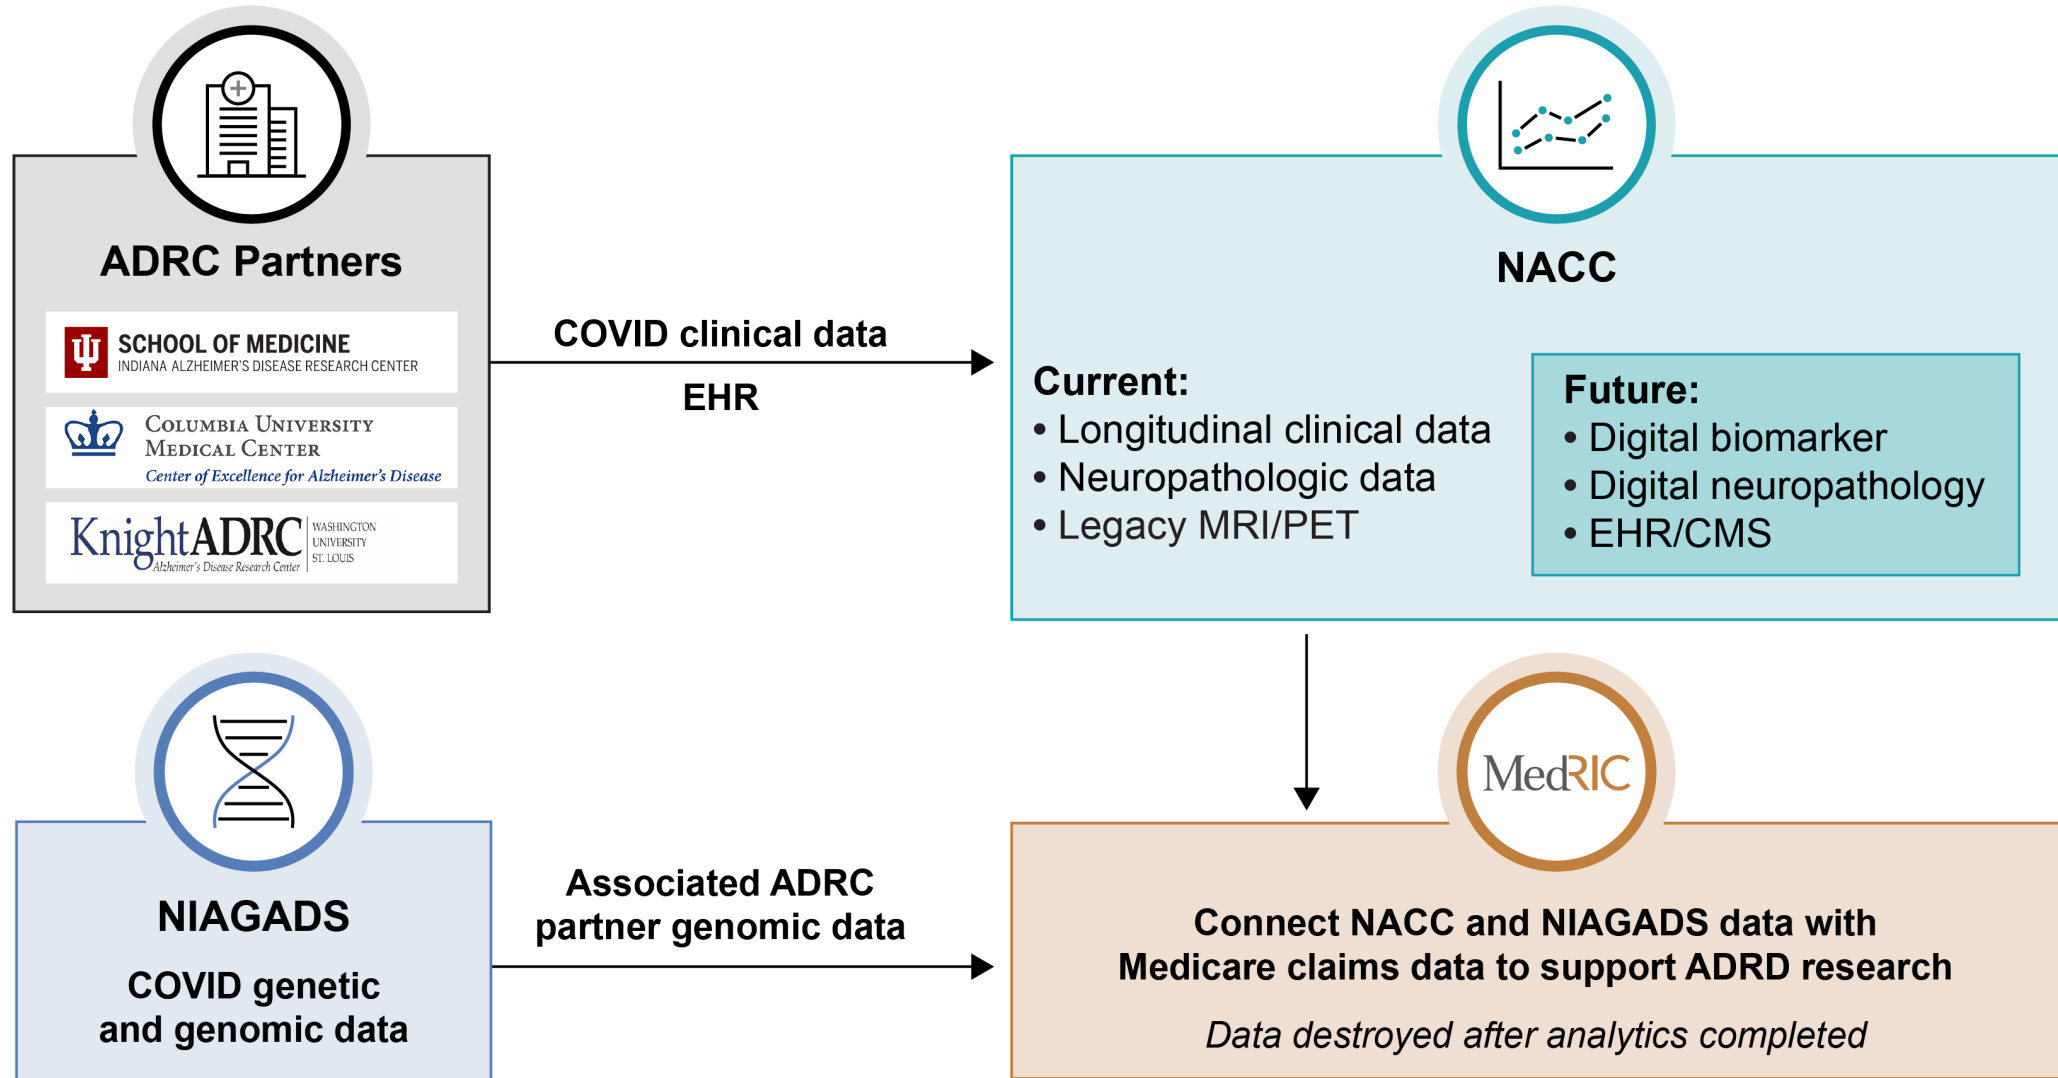 ADRC Partners
SCHOOL OF MEDICINE
INDIANA ALZHEIMER'S DISEASE RESEARCH CENTER
COLUMBIA UNIVERSITY
MEDICAL CENTER
Center of Excellence for Alzheimer's Disease
KnightADRC
Alzheimer's Disease Research Center
WASHINGTON
UNIVERSITY
ST. LOUIS
COVID clinical data
EHR
NACC
Current:
• Longitudinal clinical data
• Neuropathologic data
• Legacy MRI/PET
Future:
• Digital biomarker
• Digital neuropathology
• EHR/CMS
NIAGADS
COVID genetic
and genomic data
Associated ADRC
partner genomic data
MedRIC
Connect NACC and NIAGADS data with
Medicare claims data to support ADRD research
Data destroyed after analytics completed